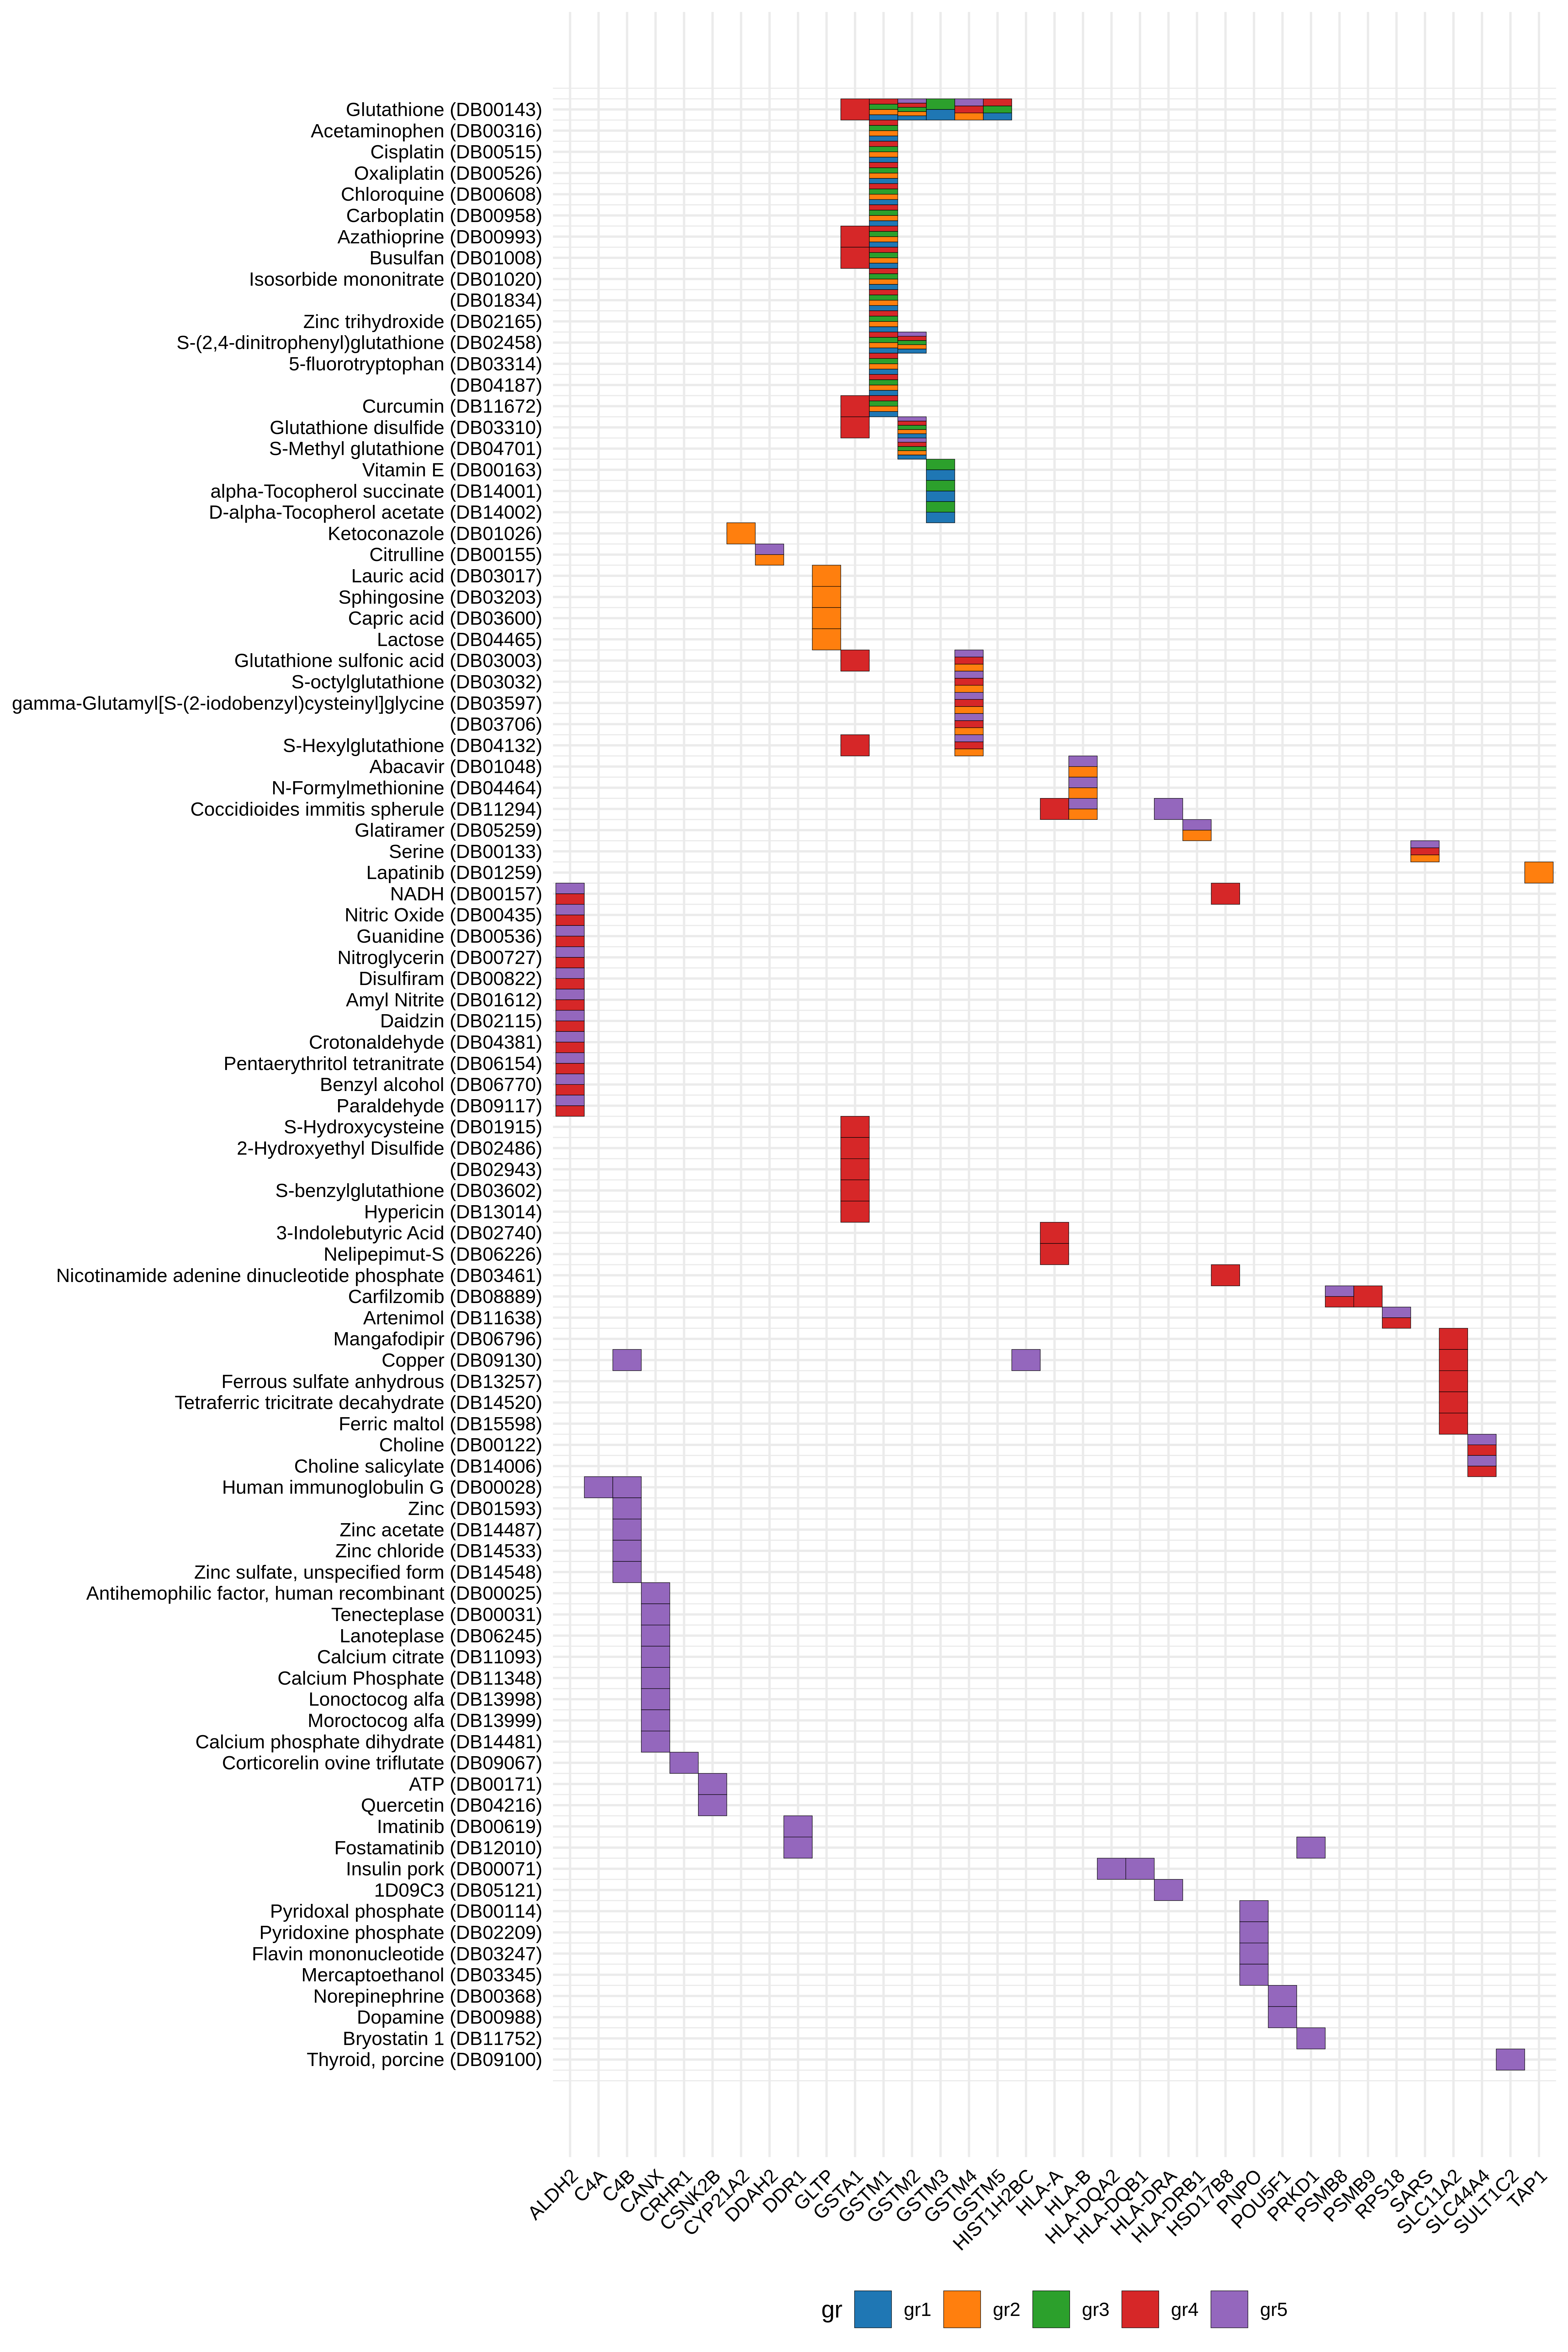 Glutathione (DB00143)
Acetaminophen (DB00316)
Cisplatin (DB00515)
Oxaliplatin (DB00526)
Chloroquine (DB00608)
Carboplatin (DB00958)
Azathioprine (DB00993)
Busulfan (DB01008)
Isosorbide mononitrate (DB01020)
(DB01834)
Zinc trihydroxide (DB02165)
S-(2,4-dinitrophenyl)glutathione (DB02458)
5-fluorotryptophan (DB03314)
(DB04187)
Curcumin (DB11672)
Glutathione disulfide (DB03310)
S-Methyl glutathione (DB04701)
Vitamin E (DB00163)
alpha-Tocopherol succinate (DB14001)
D-alpha-Tocopherol acetate (DB14002)
Ketoconazole (DB01026)
Citrulline (DB00155)
Lauric acid (DB03017)
Sphingosine (DB03203)
Capric acid (DB03600)
Lactose (DB04465)
Glutathione sulfonic acid (DB03003)
S-octylglutathione (DB03032)
gamma-Glutamyl[S-(2-iodobenzyl)cysteinyl]glycine (DB03597)
(DB03706)
S-Hexylglutathione (DB04132)
Abacavir (DB01048)
N-Formylmethionine (DB04464)
Coccidioides immitis spherule (DB11294)
Glatiramer (DB05259)
Serine (DB00133)
Lapatinib (DB01259)
NADH (DB00157)
Nitric Oxide (DB00435)
Guanidine (DB00536)
Nitroglycerin (DB00727)
Disulfiram (DB00822)
Amyl Nitrite (DB01612)
Daidzin (DB02115)
Crotonaldehyde (DB04381)
Pentaerythritol tetranitrate (DB06154)
Benzyl alcohol (DB06770)
Paraldehyde (DB09117)
S-Hydroxycysteine (DB01915)
2-Hydroxyethyl Disulfide (DB02486)
(DB02943)
S-benzylglutathione (DB03602)
Hypericin (DB13014)
3-Indolebutyric Acid (DB02740)
Nelipepimut-S (DB06226)
Nicotinamide adenine dinucleotide phosphate (DB03461)
Carfilzomib (DB08889)
Artenimol (DB11638)
Mangafodipir (DB06796)
Copper (DB09130)
Ferrous sulfate anhydrous (DB13257)
Tetraferric tricitrate decahydrate (DB14520)
Ferric maltol (DB15598)
Choline (DB00122)
Choline salicylate (DB14006)
Human immunoglobulin G (DB00028)
Zinc (DB01593)
Zinc acetate (DB14487)
Zinc chloride (DB14533)
Zinc sulfate, unspecified form (DB14548)
Antihemophilic factor, human recombinant (DB00025)
Tenecteplase (DB00031)
Lanoteplase (DB06245)
Calcium citrate (DB11093)
Calcium Phosphate (DB11348)
Lonoctocog alfa (DB13998)
Moroctocog alfa (DB13999)
Calcium phosphate dihydrate (DB14481)
Corticorelin ovine triflutate (DB09067)
ATP (DB00171)
Quercetin (DB04216)
Imatinib (DB00619)
Fostamatinib (DB12010)
Insulin pork (DB00071)
1D09C3 (DB05121)
Pyridoxal phosphate (DB00114)
Pyridoxine phosphate (DB02209)
Flavin mononucleotide (DB03247)
Mercaptoethanol (DB03345)
Norepinephrine (DB00368)
Dopamine (DB00988)
Bryostatin 1 (DB11752)
Thyroid, porcine (DB09100)
ALDH2
C4A
C4B
CANX
CRHR1
CSNK2B
CYP21A2
DDAH2
DDR1
GLTP
GSTA1
GSTM1
GSTM2
GSTM3
GSTM4
GSTM5
HIST1H2BC
HLA-A
HLA-B
HLA-DQA2
HLA-DQB1
HLA-DRA
HLA-DRB1
HSD17B8
PNPO
POU5F1
PRKD1
PSMB8
PSMB9
RPS18
SARS
SLC11A2
SLC44A4
SULT1C2
TAP1
gr gr1 gr2 gr3 gr4 gr5